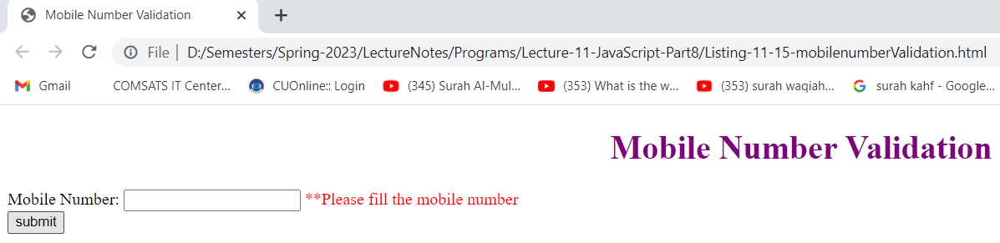 Mobile Number Validation
File | D:/Semesters/Spring-2023/LectureNotes/Programs/Lecture-11-JavaScript-Part8/Listing-11-15-mobilenumberValidation.html
Gmail COMSATS IT Center... CUOnline:: Login (345) Surah Al-Mul... (353) What is the w... (353) surah waqiah... surah kahf - Google...
Mobile Number Validation
Mobile Number: **Please fill the mobile number
submit